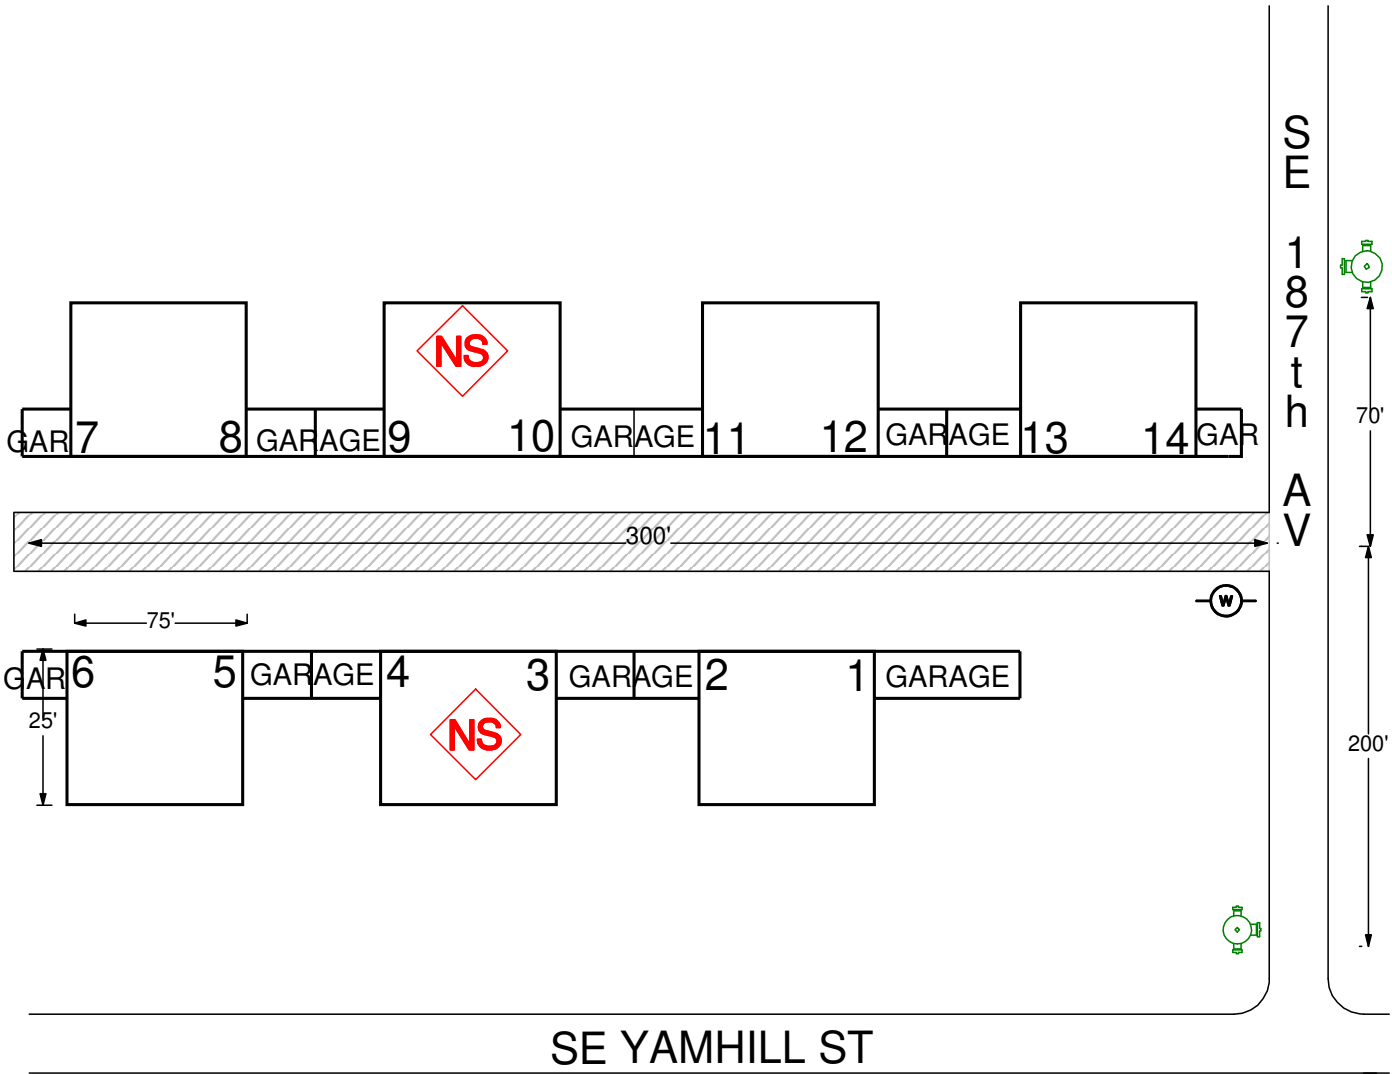 SE 187th AV
NS
70'
GAR 7 8 GARAGE 9 10 GARAGE 11 12 GARAGE 13 14 GAR
300'
W
75'
GAR 6 5 GARAGE 4 3 GARAGE 2 1 GARAGE
25'
NS
200'
SE YAMHILL ST